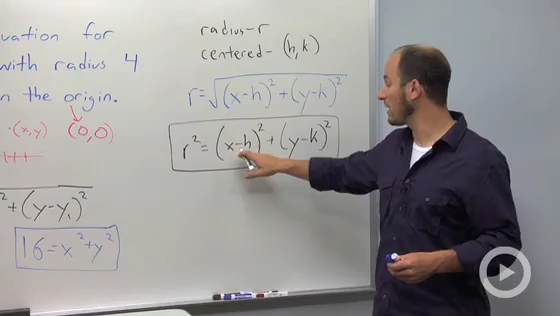 uation for
with radius 4
n the origin.
•(x,y) (0,0)
² + (y-y₁)²
16=x²+y²
radius-r
centered- (h,k)
r=√(x-h)²+(y-k)²
r²=(x-h)²+(y-k)²